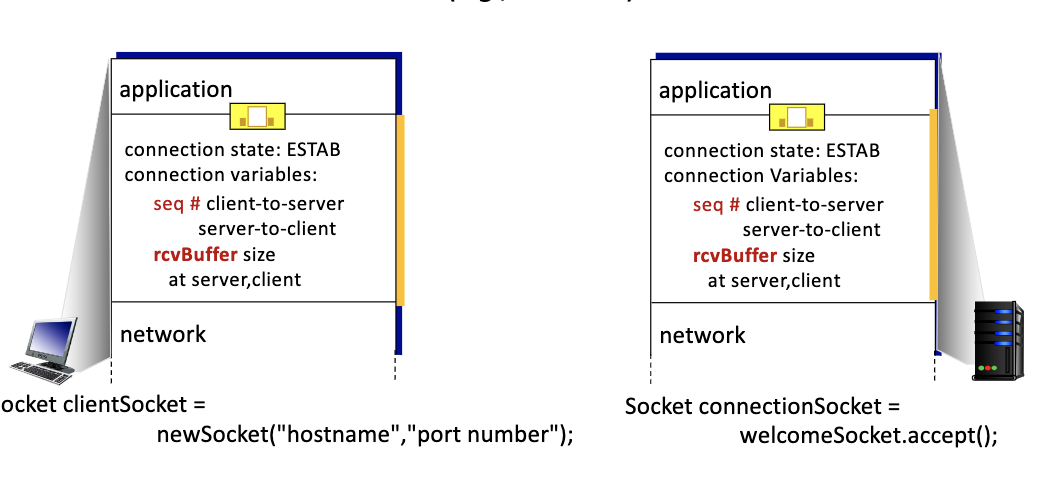 application
connection state: ESTAB
connection variables:
seq # client-to-server
server-to-client
rcvBuffer size
at server,client
network
ocket clientSocket =
newSocket("hostname","port number");
application
connection state: ESTAB
connection Variables:
seq # client-to-server
server-to-client
rcvBuffer size
at server,client
network
Socket connectionSocket =
welcomeSocket.accept();